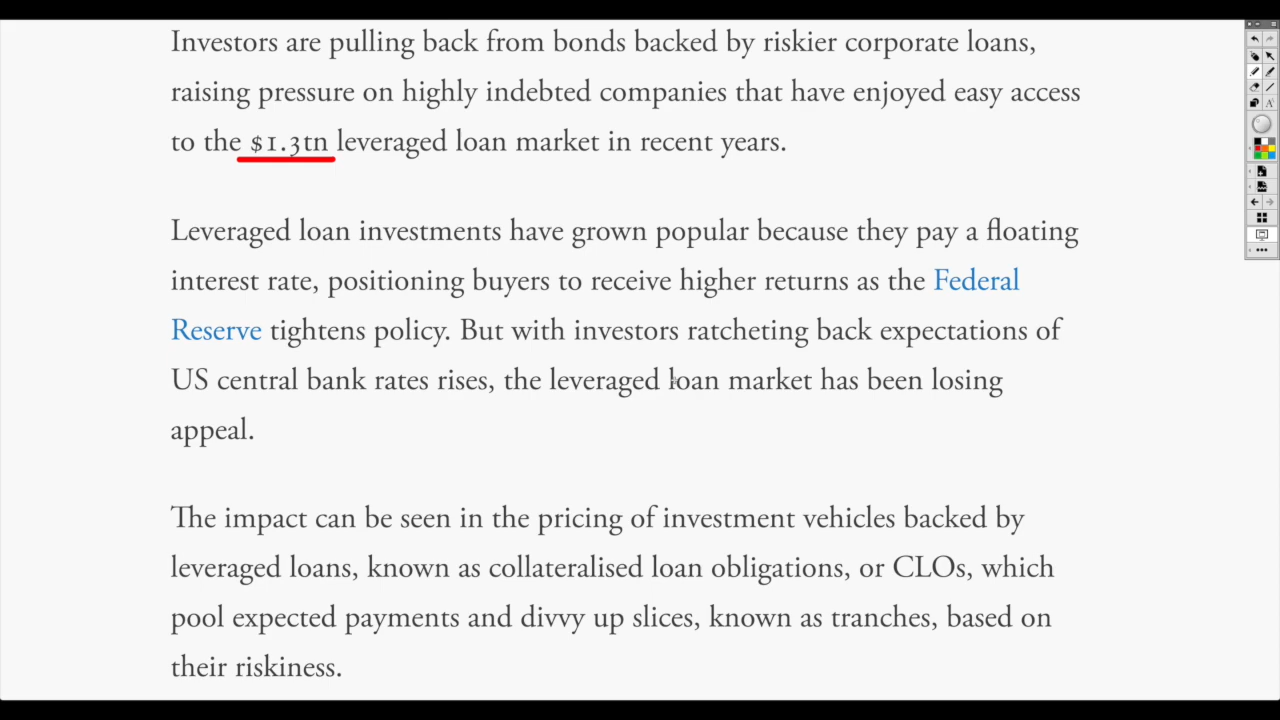 Investors are pulling back from bonds backed by riskier corporate loans,
raising pressure on highly indebted companies that have enjoyed easy access
to the $1.3tn leveraged loan market in recent years.
Leveraged loan investments have grown popular because they pay a floating
interest rate, positioning buyers to receive higher returns as the Federal
Reserve tightens policy. But with investors ratcheting back expectations of
US central bank rates rises, the leveraged loan market has been losing
appeal.
The impact can be seen in the pricing of investment vehicles backed by
leveraged loans, known as collateralised loan obligations, or CLOs, which
pool expected payments and divvy up slices, known as tranches, based on
their riskiness.